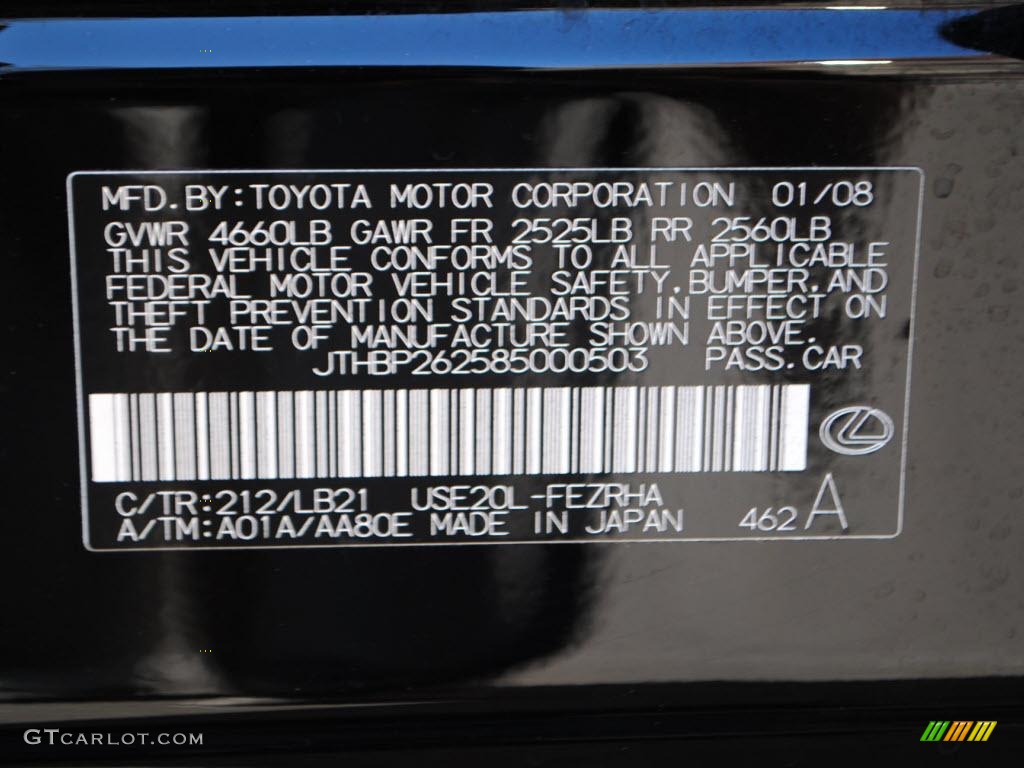 MFD.BY:TOYOTA MOTOR CORPORATION 01/08
GVWR 4660LB GAWR FR 2525LB RR 2560LB
THIS VEHICLE CONFORMS TO ALL APPLICABLE
FEDERAL MOTOR VEHICLE SAFETY,BUMPER,AND
THEFT PREVENTION STANDARDS IN EFFECT ON
THE DATE OF MANUFACTURE SHOWN ABOVE.
JTHBP262585000503 PASS.CAR
C/TR:212/LB21 USE20L-FEZRHA
A/TM:A01A/AA80E MADE IN JAPAN 462 A
GTCARLOT.COM